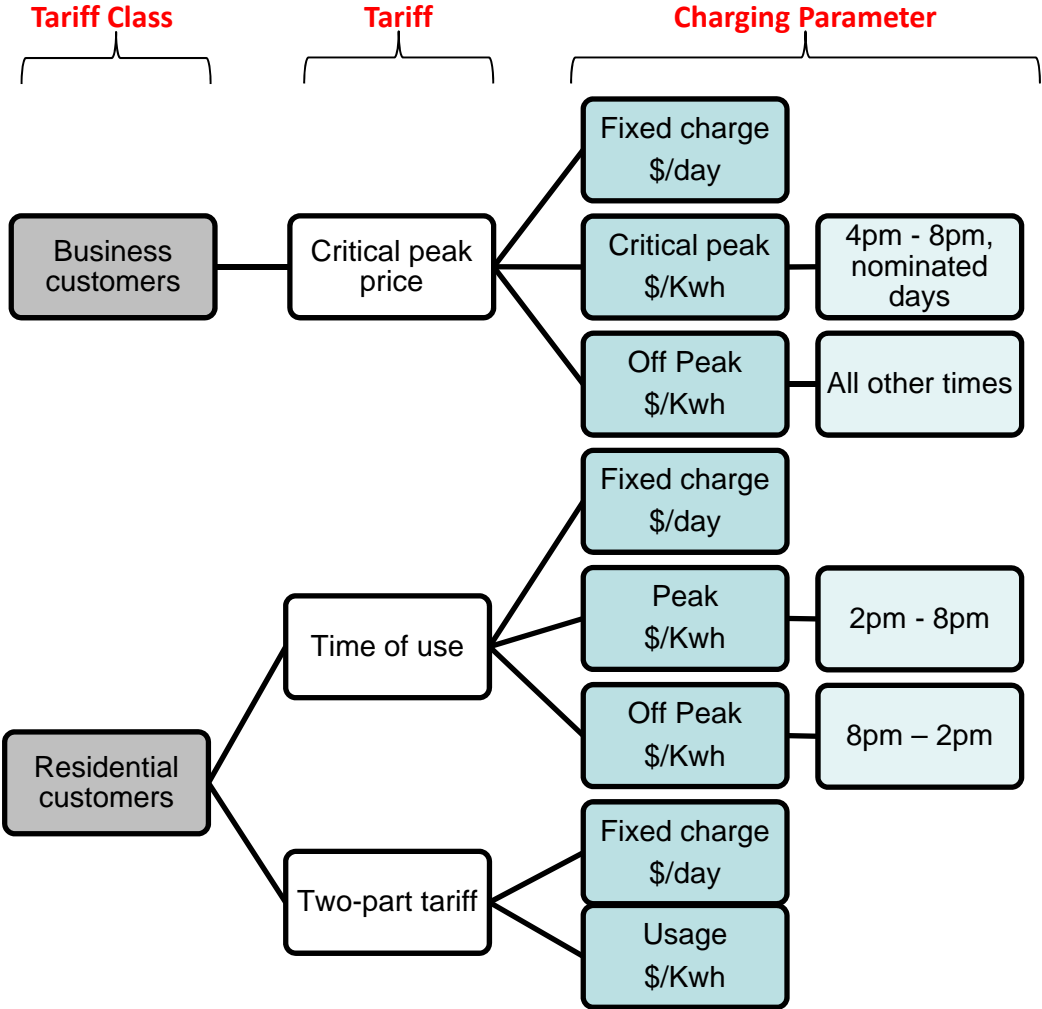 Tariff Class
Tariff
Charging Parameter
Fixed charge
$/day
Business
customers
Critical peak
price
Critical peak
$/Kwh
4pm - 8pm,
nominated
days
Off Peak
$/Kwh
All other times
Fixed charge
$/day
Time of use
Peak
$/Kwh
2pm - 8pm
Off Peak
$/Kwh
8pm – 2pm
Residential
customers
Fixed charge
$/day
Two-part tariff
Usage
$/Kwh